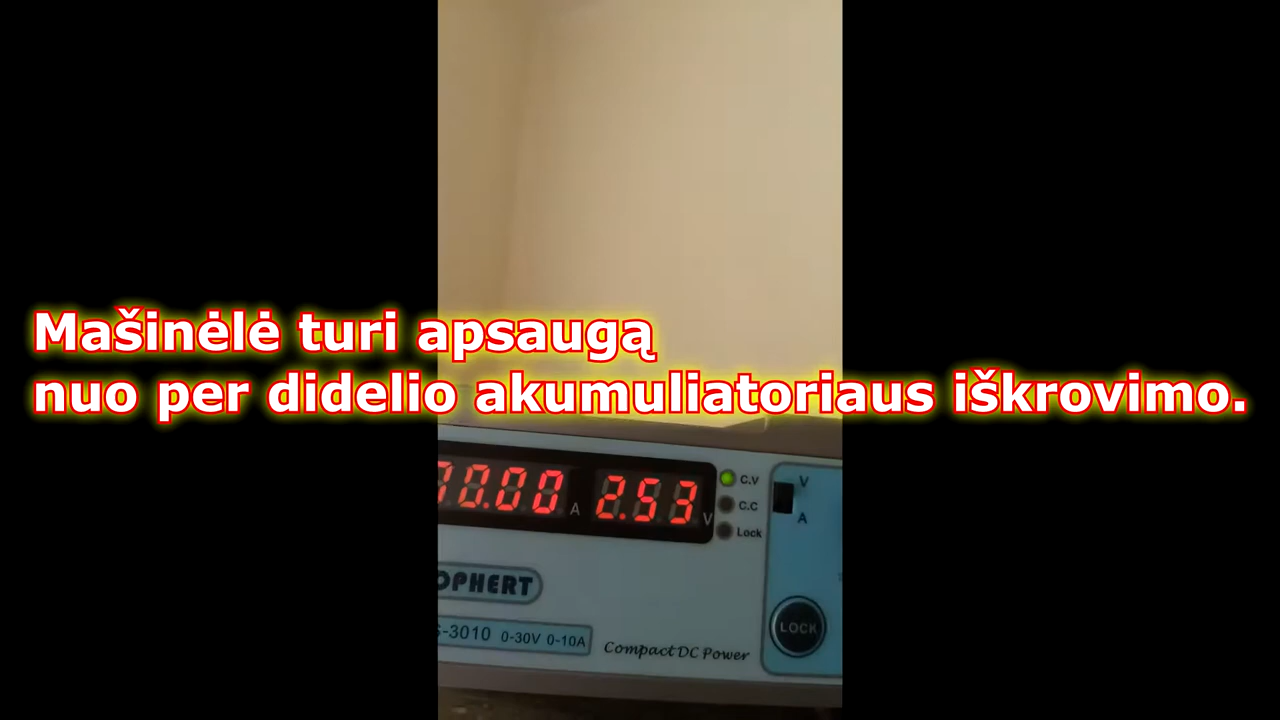 Mašinėlė turi apsaugą
nuo per didelio akumuliatoriaus iškrovimo.
0.00 A 2.53 V
C.V
C.C
Lock
V
A
OPHERT
S-3010 0-30V 0-10A
Compact DC Power
LOCK